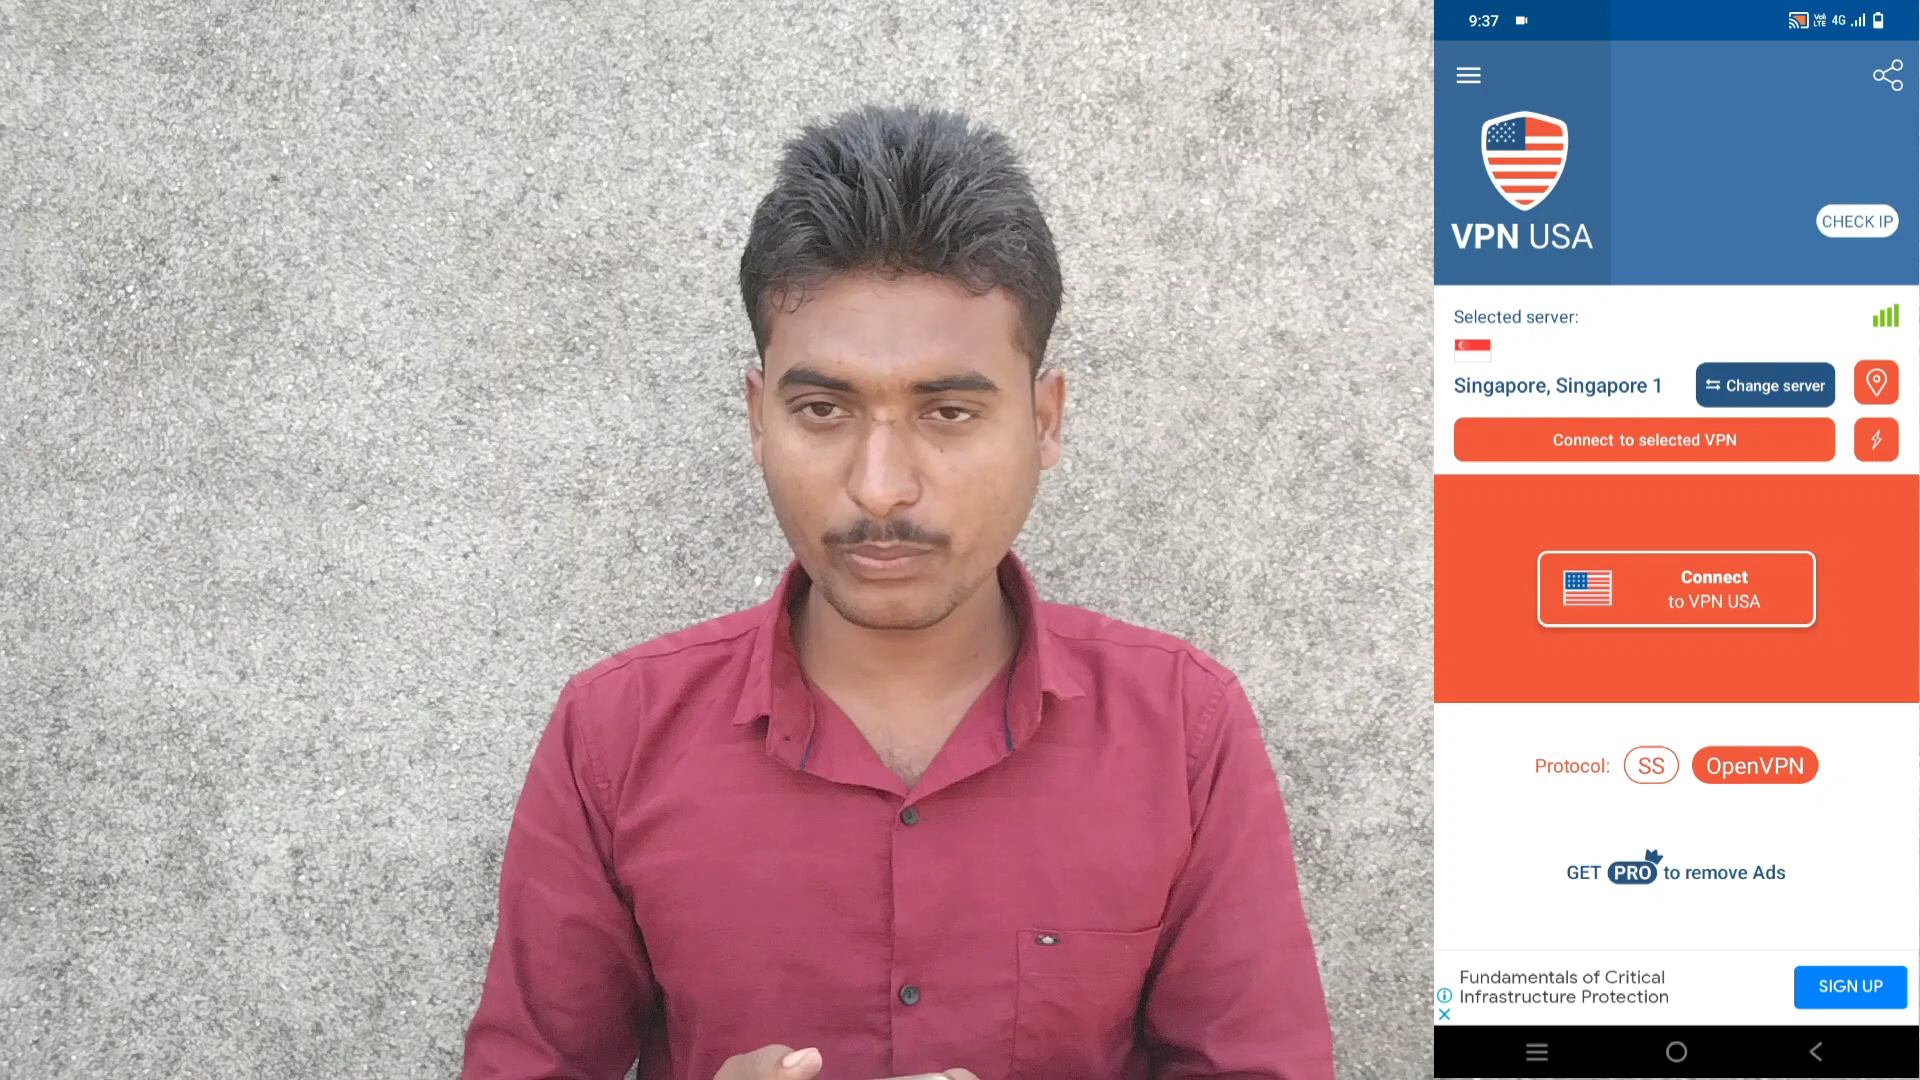 9:37
VoLTE 4G
VPN USA
CHECK IP
Selected server:
Singapore, Singapore 1
Change server
Connect to selected VPN
Connect
to VPN USA
Protocol: SS OpenVPN
GET PRO to remove Ads
Fundamentals of Critical
Infrastructure Protection
SIGN UP